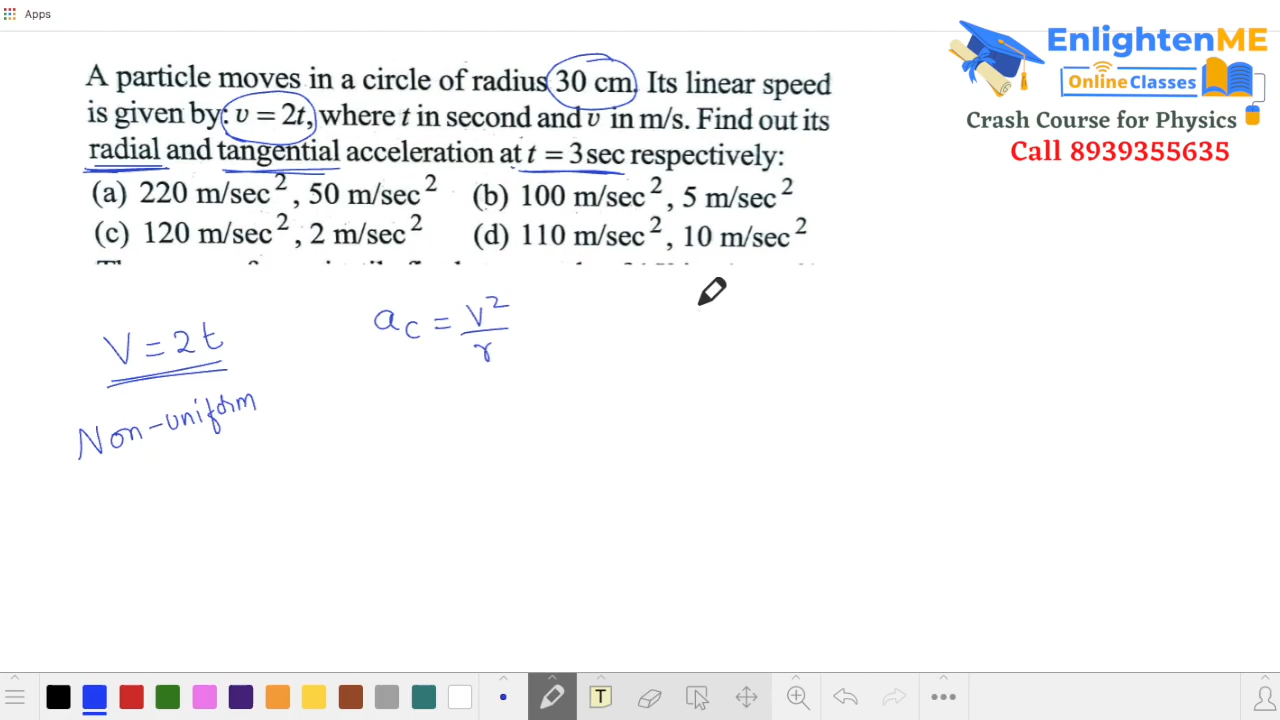 Apps
EnlightenME
Online Classes
Crash Course for Physics
Call 8939355635
A particle moves in a circle of radius 30 cm. Its linear speed
is given by: v = 2t, where t in second and v in m/s. Find out its
radial and tangential acceleration at t = 3 sec respectively:
(a) 220 m/sec², 50 m/sec² (b) 100 m/sec², 5 m/sec²
(c) 120 m/sec², 2 m/sec² (d) 110 m/sec², 10 m/sec²
V = 2t
Non-uniform
a_c = V²/r
T